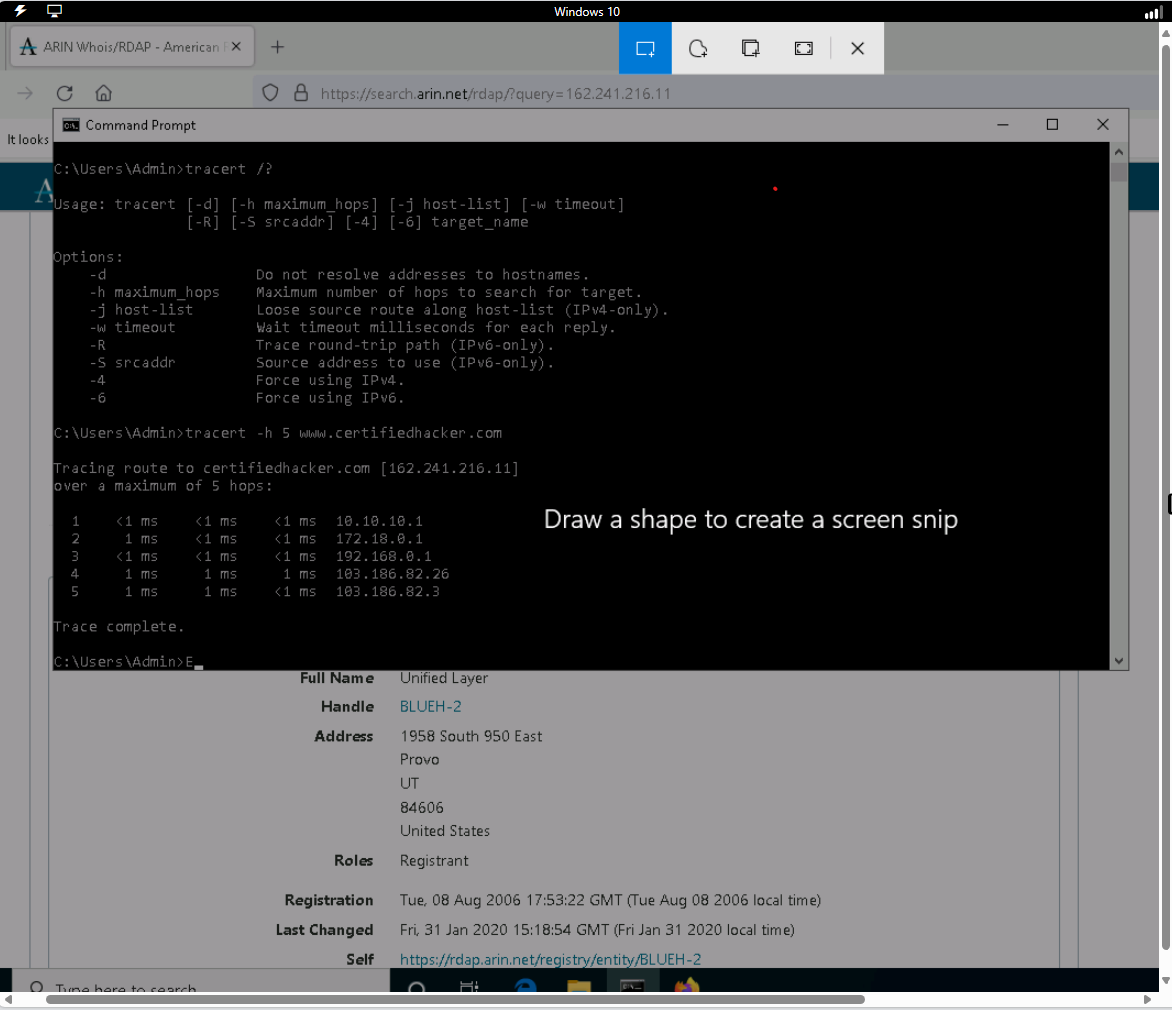 Windows 10
ARIN Whois/RDAP - American
https://search.arin.net/rdap/?query=162.241.216.11
It looks
Command Prompt
C:\Users\Admin>tracert /?
Usage: tracert [-d] [-h maximum_hops] [-j host-list] [-w timeout]
[-R] [-S srcaddr] [-4] [-6] target_name
Options:
-d Do not resolve addresses to hostnames.
-h maximum_hops Maximum number of hops to search for target.
-j host-list Loose source route along host-list (IPv4-only).
-w timeout Wait timeout milliseconds for each reply.
-R Trace round-trip path (IPv6-only).
-S srcaddr Source address to use (IPv6-only).
-4 Force using IPv4.
-6 Force using IPv6.
C:\Users\Admin>tracert -h 5 www.certifiedhacker.com
Tracing route to certifiedhacker.com [162.241.216.11]
over a maximum of 5 hops:
1 <1 ms <1 ms <1 ms 10.10.10.1
2 1 ms <1 ms <1 ms 172.18.0.1
3 <1 ms <1 ms <1 ms 192.168.0.1
4 1 ms 1 ms 1 ms 103.186.82.26
5 1 ms 1 ms <1 ms 103.186.82.3
Draw a shape to create a screen snip
Trace complete.
C:\Users\Admin>E_
Full Name Unified Layer
Handle BLUEH-2
Address 1958 South 950 East
Provo
UT
84606
United States
Roles Registrant
Registration Tue, 08 Aug 2006 17:53:22 GMT (Tue Aug 08 2006 local time)
Last Changed Fri, 31 Jan 2020 15:18:54 GMT (Fri Jan 31 2020 local time)
Self https://rdap.arin.net/registry/entity/BLUEH-2
Type here to search